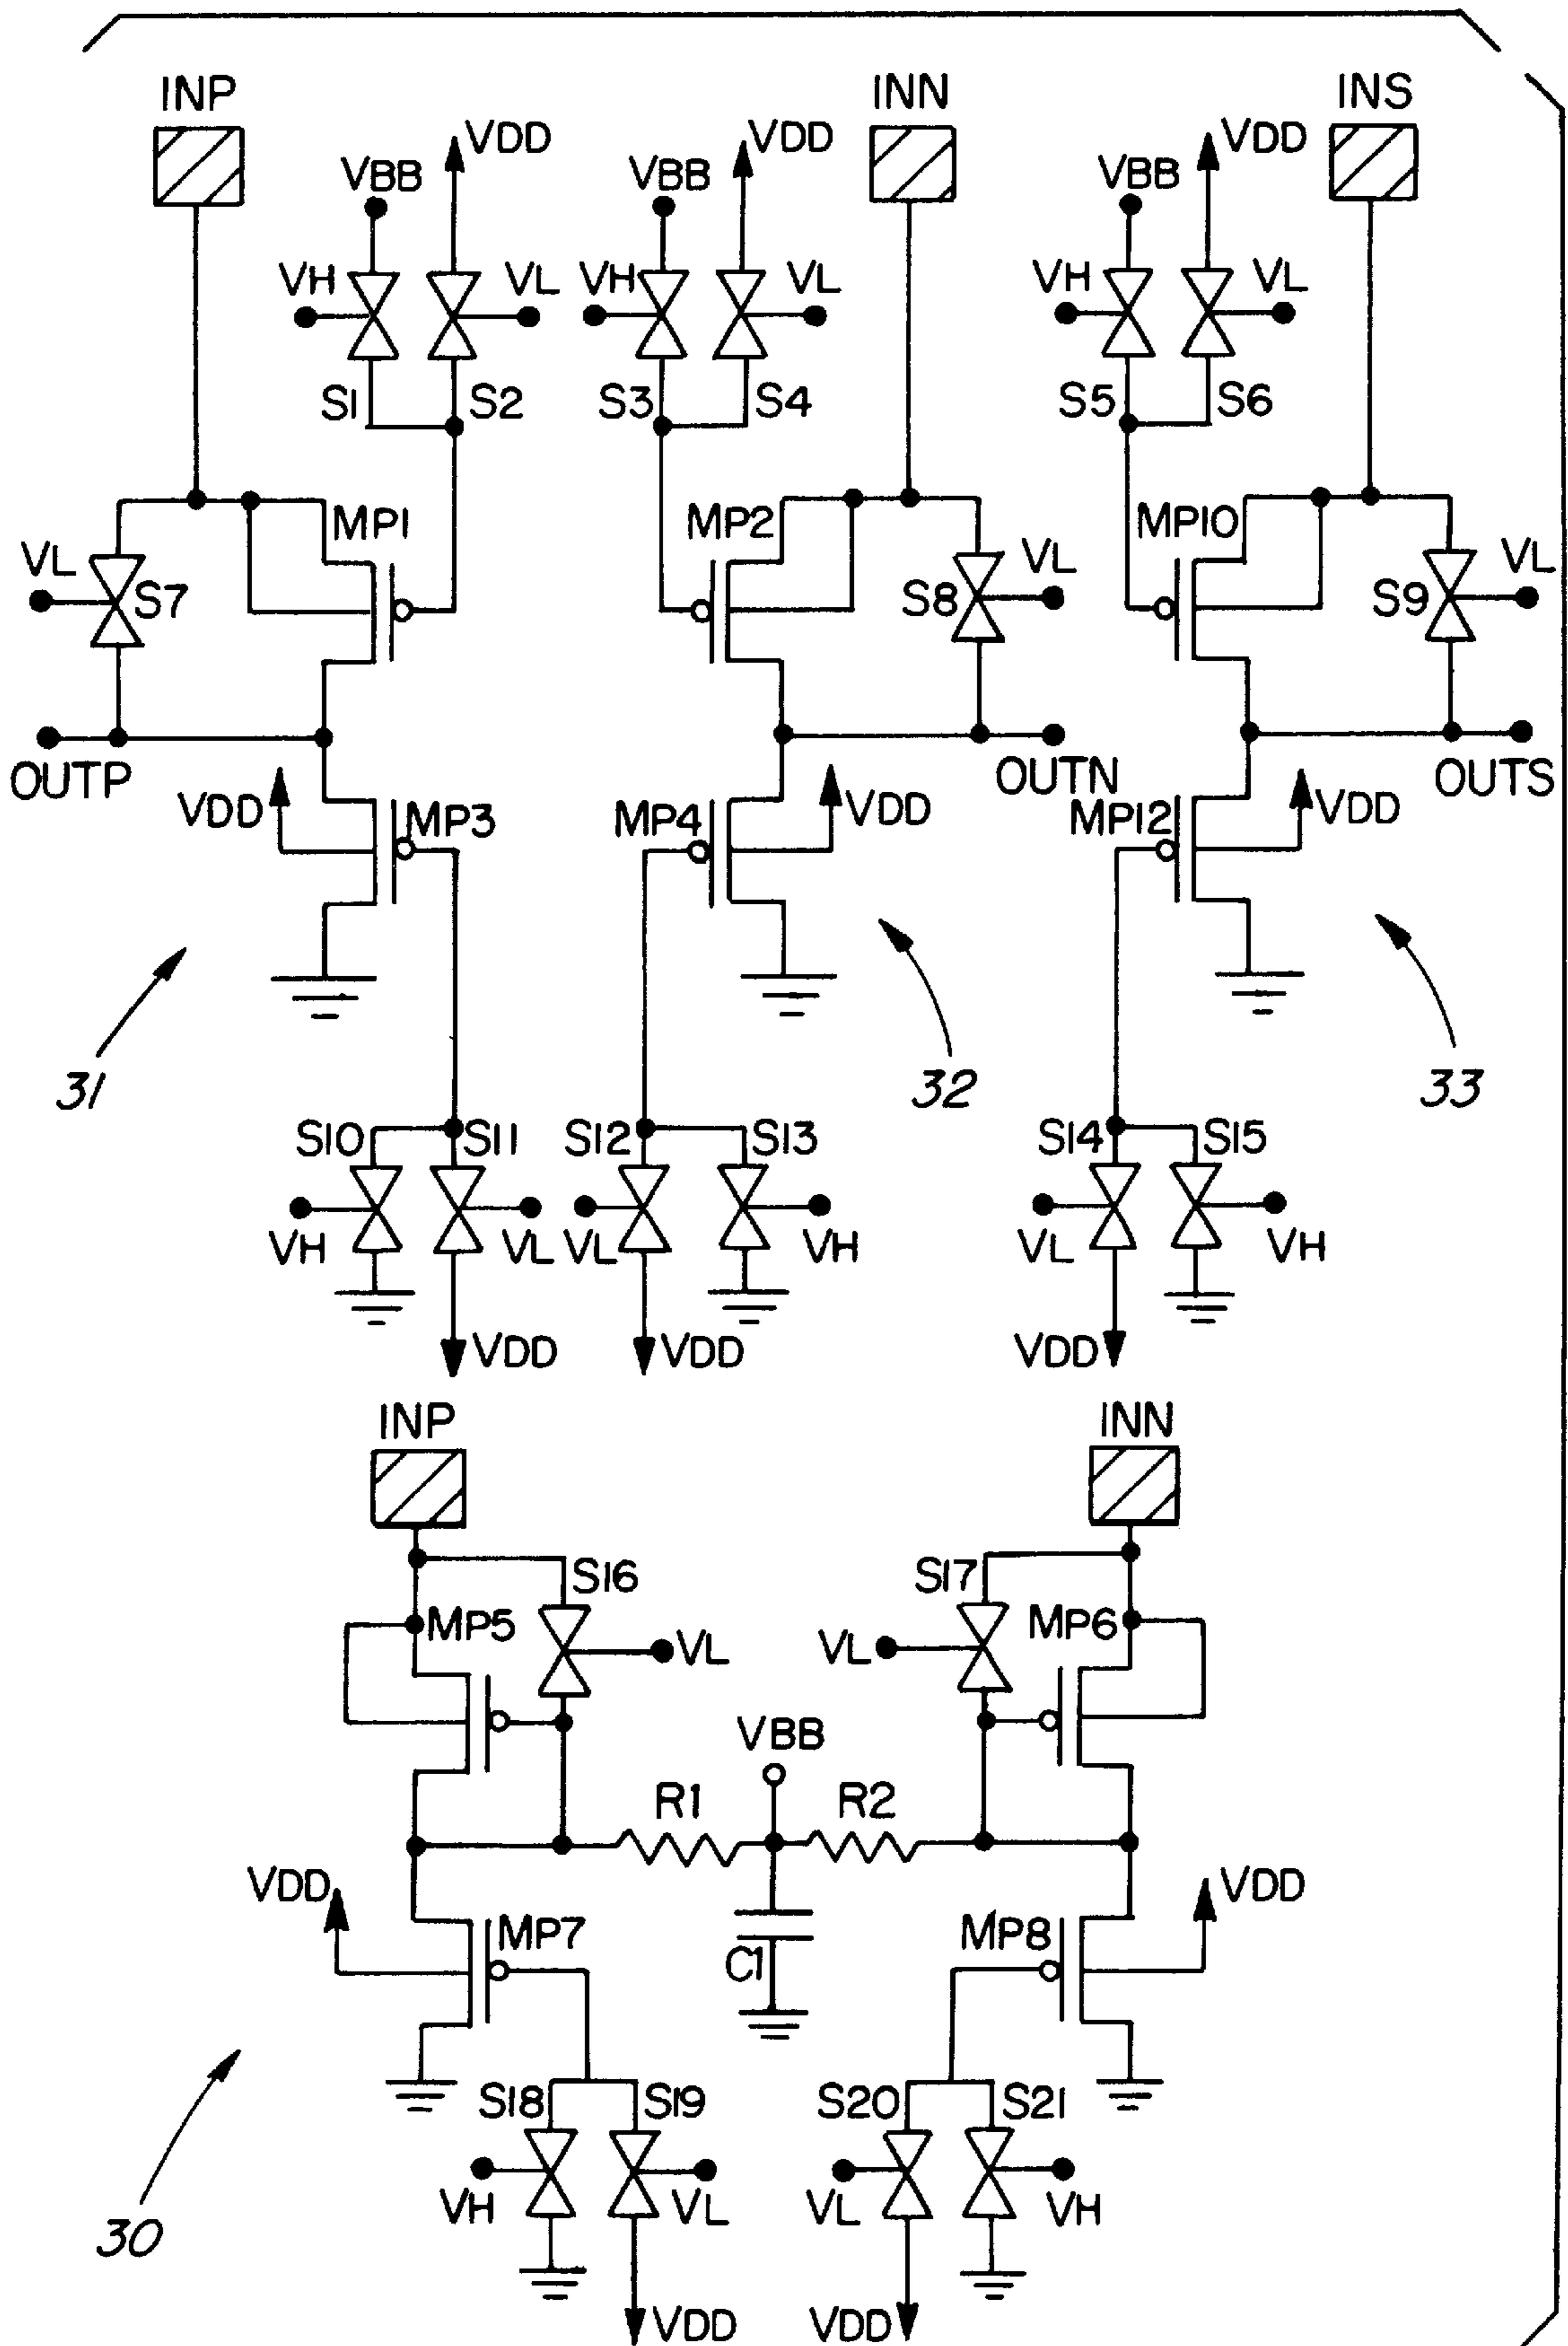 INP INN INS
VBB VDD VBB VDD VBB VDD
VH VL VH VL VH VL
S1 S2 S3 S4 S5 S6
MP1 MP2 MP10
VL S7 S8 VL S9 VL
OUTP OUTN OUTS
VDD MP3 MP4 VDD MP12 VDD
31 32 33
S10 S11 S12 S13 S14 S15
VH VL VL VH VL VH
VDD VDD VDD
INP INN
S16 S17
MP5 VL VL MP6
VBB
R1 R2
VDD VDD
MP7 C1 MP8
S18 S19 S20 S21
VH VL VL VH
30
VDD VDD